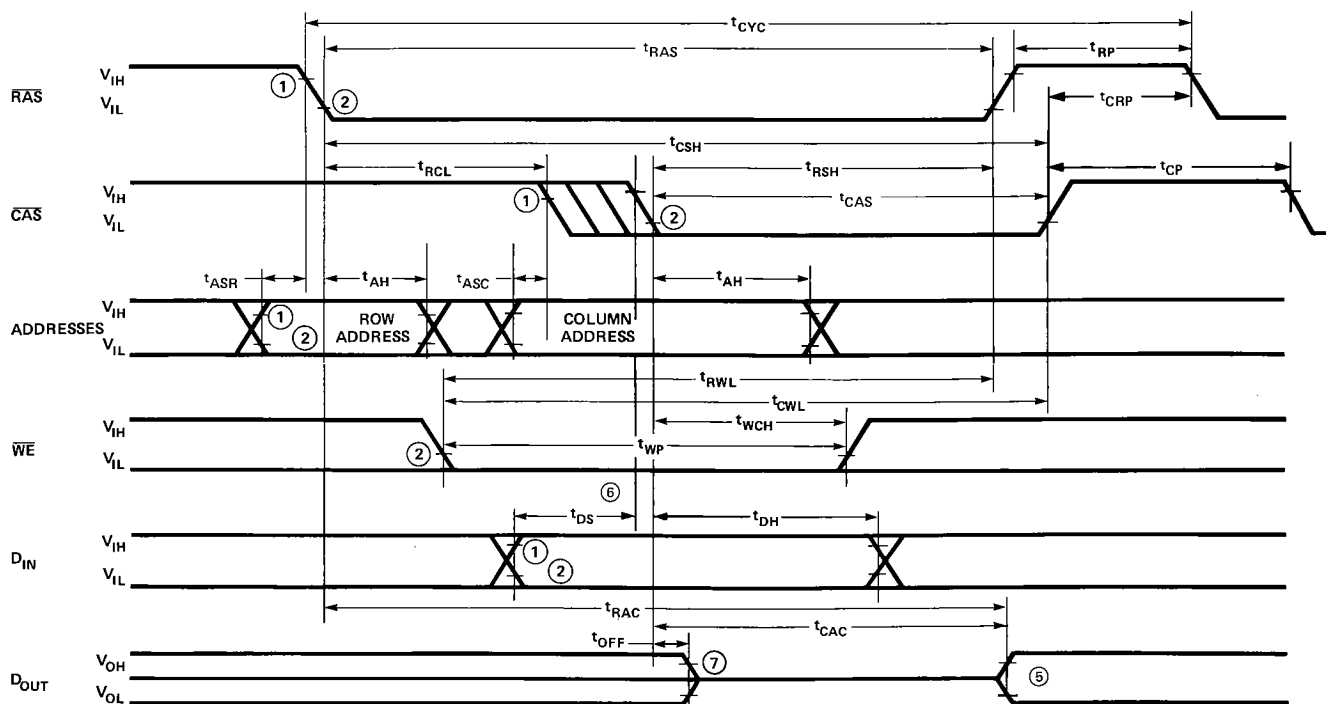 tCYC
tRAS
tRP
RAS
VIH
VIL
1
2
tCRP
tCSH
tRCL
tRSH
tCP
CAS
VIH
VIL
1
2
tCAS
tASR
tAH
tASC
tAH
ADDRESSES
VIH
VIL
1
2
ROW
ADDRESS
COLUMN
ADDRESS
tRWL
tCWL
WE
VIH
VIL
2
tWCH
tWP
6
tDS
tDH
DIN
VIH
VIL
1
2
tRAC
tCAC
tOFF
DOUT
VOH
VOL
7
5